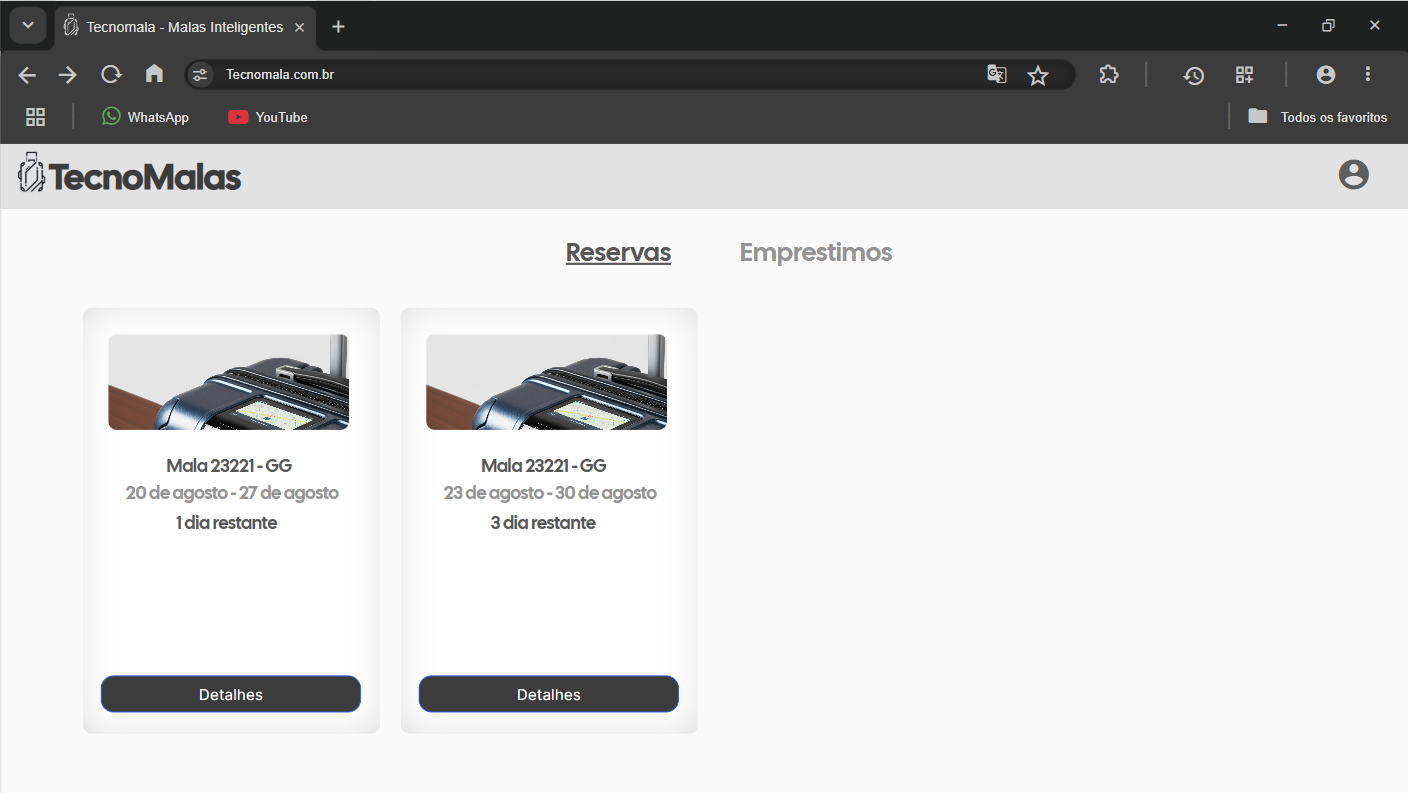 Tecnomala - Malas Inteligentes
Tecnomala.com.br
WhatsApp
YouTube
Todos os favoritos
TecnoMalas
Reservas
Emprestimos
Mala 23221 - GG
20 de agosto - 27 de agosto
1 dia restante
Detalhes
Mala 23221 - GG
23 de agosto - 30 de agosto
3 dia restante
Detalhes